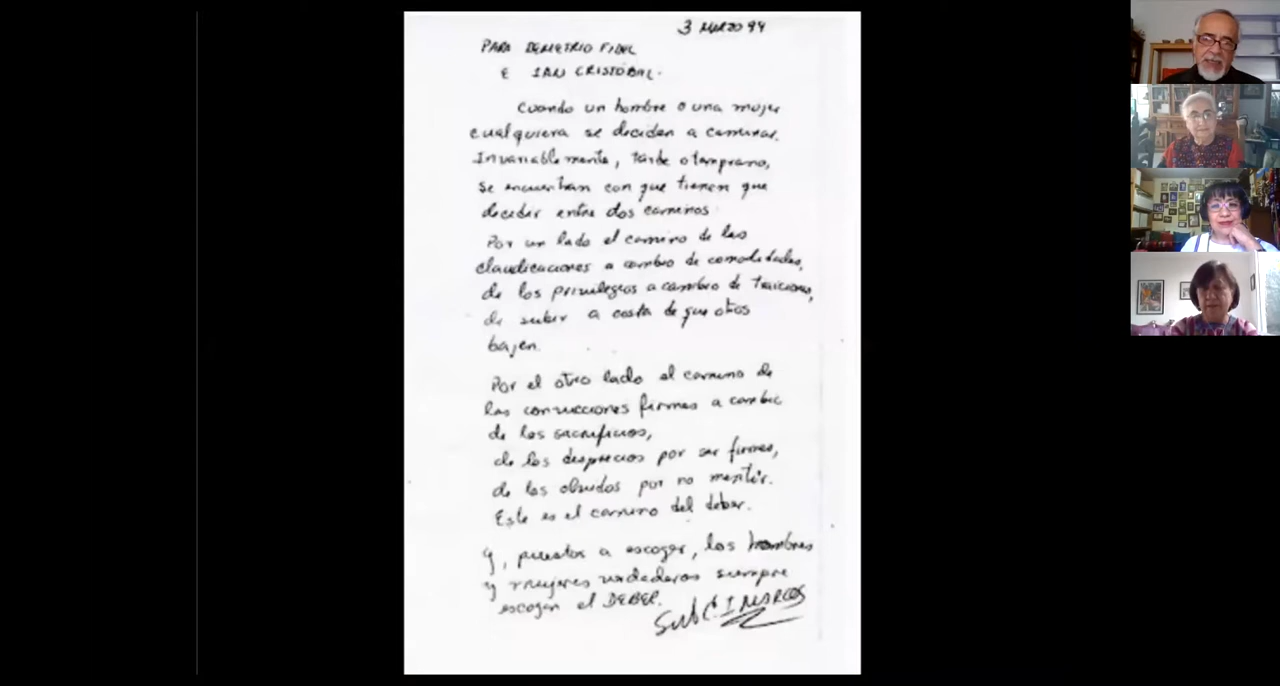 3 MARZO 94
PARA DEMETRIO FIDEL
E IAN CRISTÓBAL.
Cuando un hombre o una mujer
cualquiera se deciden a caminar.
Invariablemente, tarde o temprano,
se encuentran con que tienen que
decidir entre dos caminos
Por un lado el camino de las
claudicaciones a cambio de comodidades,
de los privilegios a cambio de traiciones,
de subir a costa de que otros
bajen.
Por el otro lado el camino de
las convicciones firmes a cambio
de los sacrificios,
de los desprecios por ser firmes,
de los olvidos por no mentir.
Este es el camino del deber.
Y, puestos a escoger, los hombres
y mujeres verdaderos siempre
escogen el DEBER.
SubC. I MARCOS